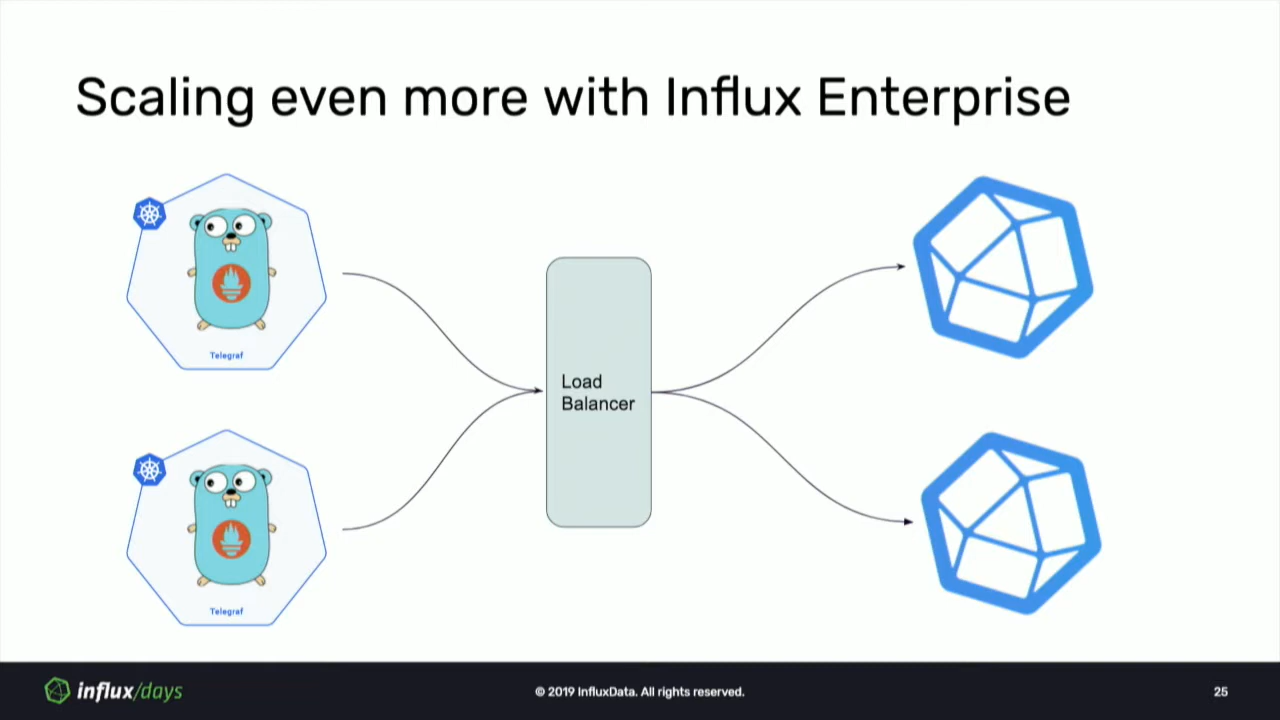 Scaling even more with Influx Enterprise
Telegraf
Load
Balancer
Telegraf
influx/days
© 2019 InfluxData. All rights reserved.
25